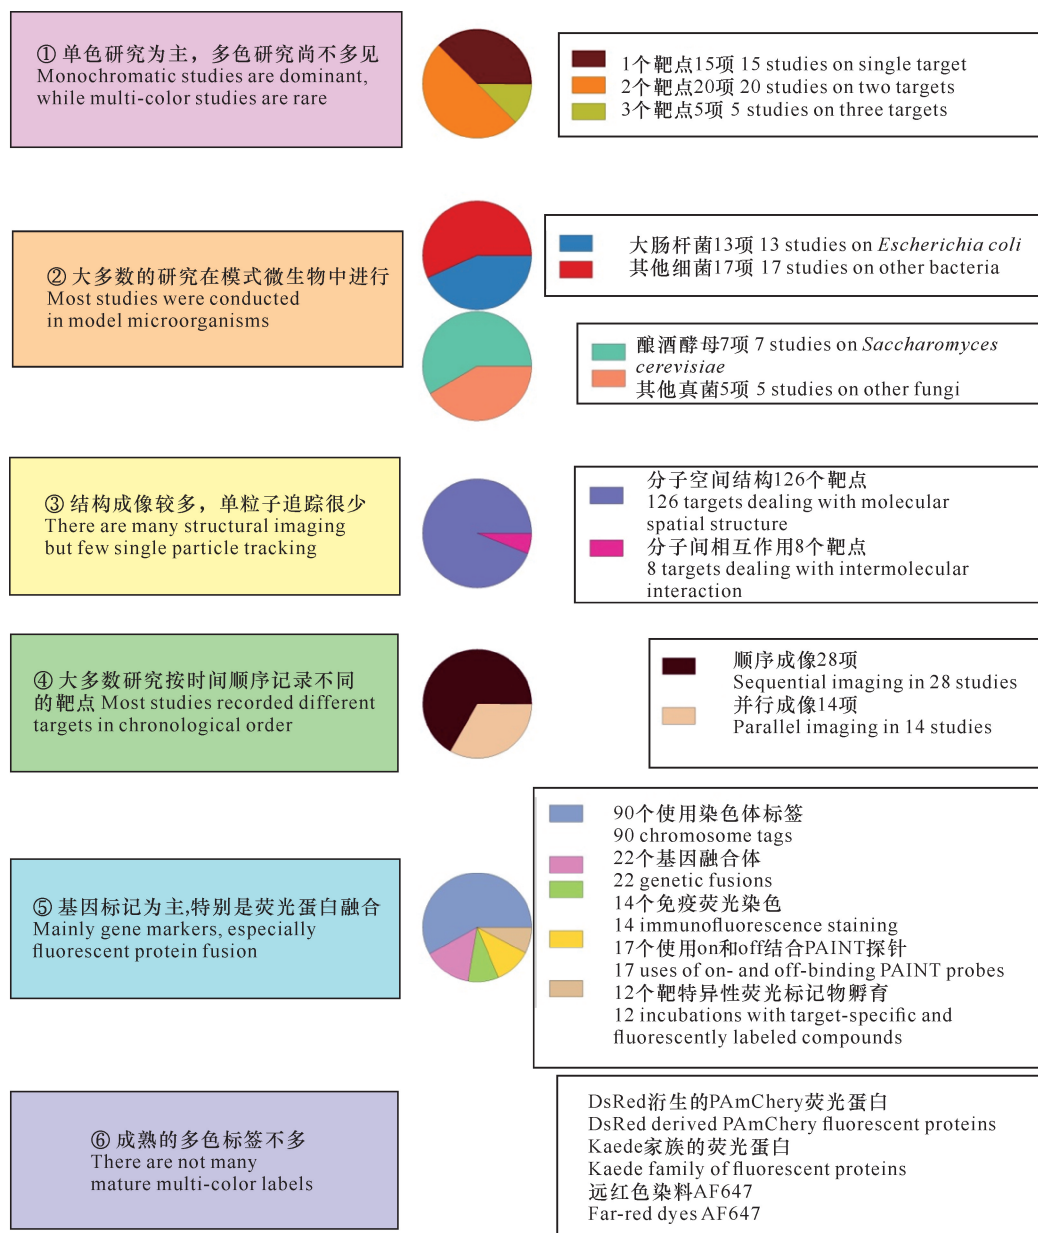 ① 单色研究为主，多色研究尚不多见
Monochromatic studies are dominant,
while multi-color studies are rare
1个靶点15项 15 studies on single target
2个靶点20项 20 studies on two targets
3个靶点5项 5 studies on three targets
② 大多数的研究在模式微生物中进行
Most studies were conducted
in model microorganisms
大肠杆菌13项 13 studies on Escherichia coli
其他细菌17项 17 studies on other bacteria
酿酒酵母7项 7 studies on Saccharomyces
cerevisiae
其他真菌5项 5 studies on other fungi
③ 结构成像较多，单粒子追踪很少
There are many structural imaging
but few single particle tracking
分子空间结构126个靶点
126 targets dealing with molecular
spatial structure
分子间相互作用8个靶点
8 targets dealing with intermolecular
interaction
④ 大多数研究按时间顺序记录不同
的靶点 Most studies recorded different
targets in chronological order
顺序成像28项
Sequential imaging in 28 studies
并行成像14项
Parallel imaging in 14 studies
⑤ 基因标记为主,特别是荧光蛋白融合
Mainly gene markers, especially
fluorescent protein fusion
90个使用染色体标签
90 chromosome tags
22个基因融合体
22 genetic fusions
14个免疫荧光染色
14 immunofluorescence staining
17个使用on和off结合PAINT探针
17 uses of on- and off-binding PAINT probes
12个靶特异性荧光标记物孵育
12 incubations with target-specific and
fluorescently labeled compounds
⑥ 成熟的多色标签不多
There are not many
mature multi-color labels
DsRed洐生的PAmChery荧光蛋白
DsRed derived PAmChery fluorescent proteins
Kaede家族的荧光蛋白
Kaede family of fluorescent proteins
远红色染料AF647
Far-red dyes AF647